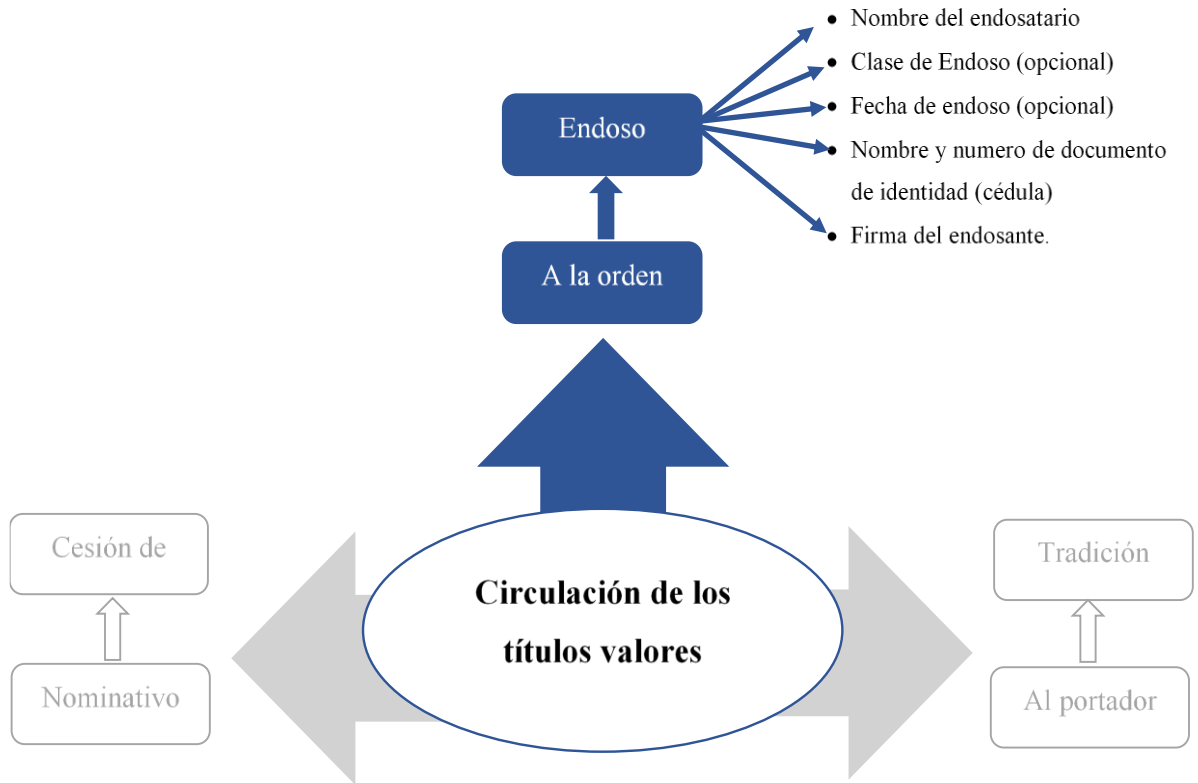 Nombre del endosatario
Clase de Endoso (opcional)
Fecha de endoso (opcional)
Nombre y numero de documento
de identidad (cédula)
Firma del endosante.
Endoso
A la orden
Cesión de
Nominativo
Circulación de los
títulos valores
Tradición
Al portador